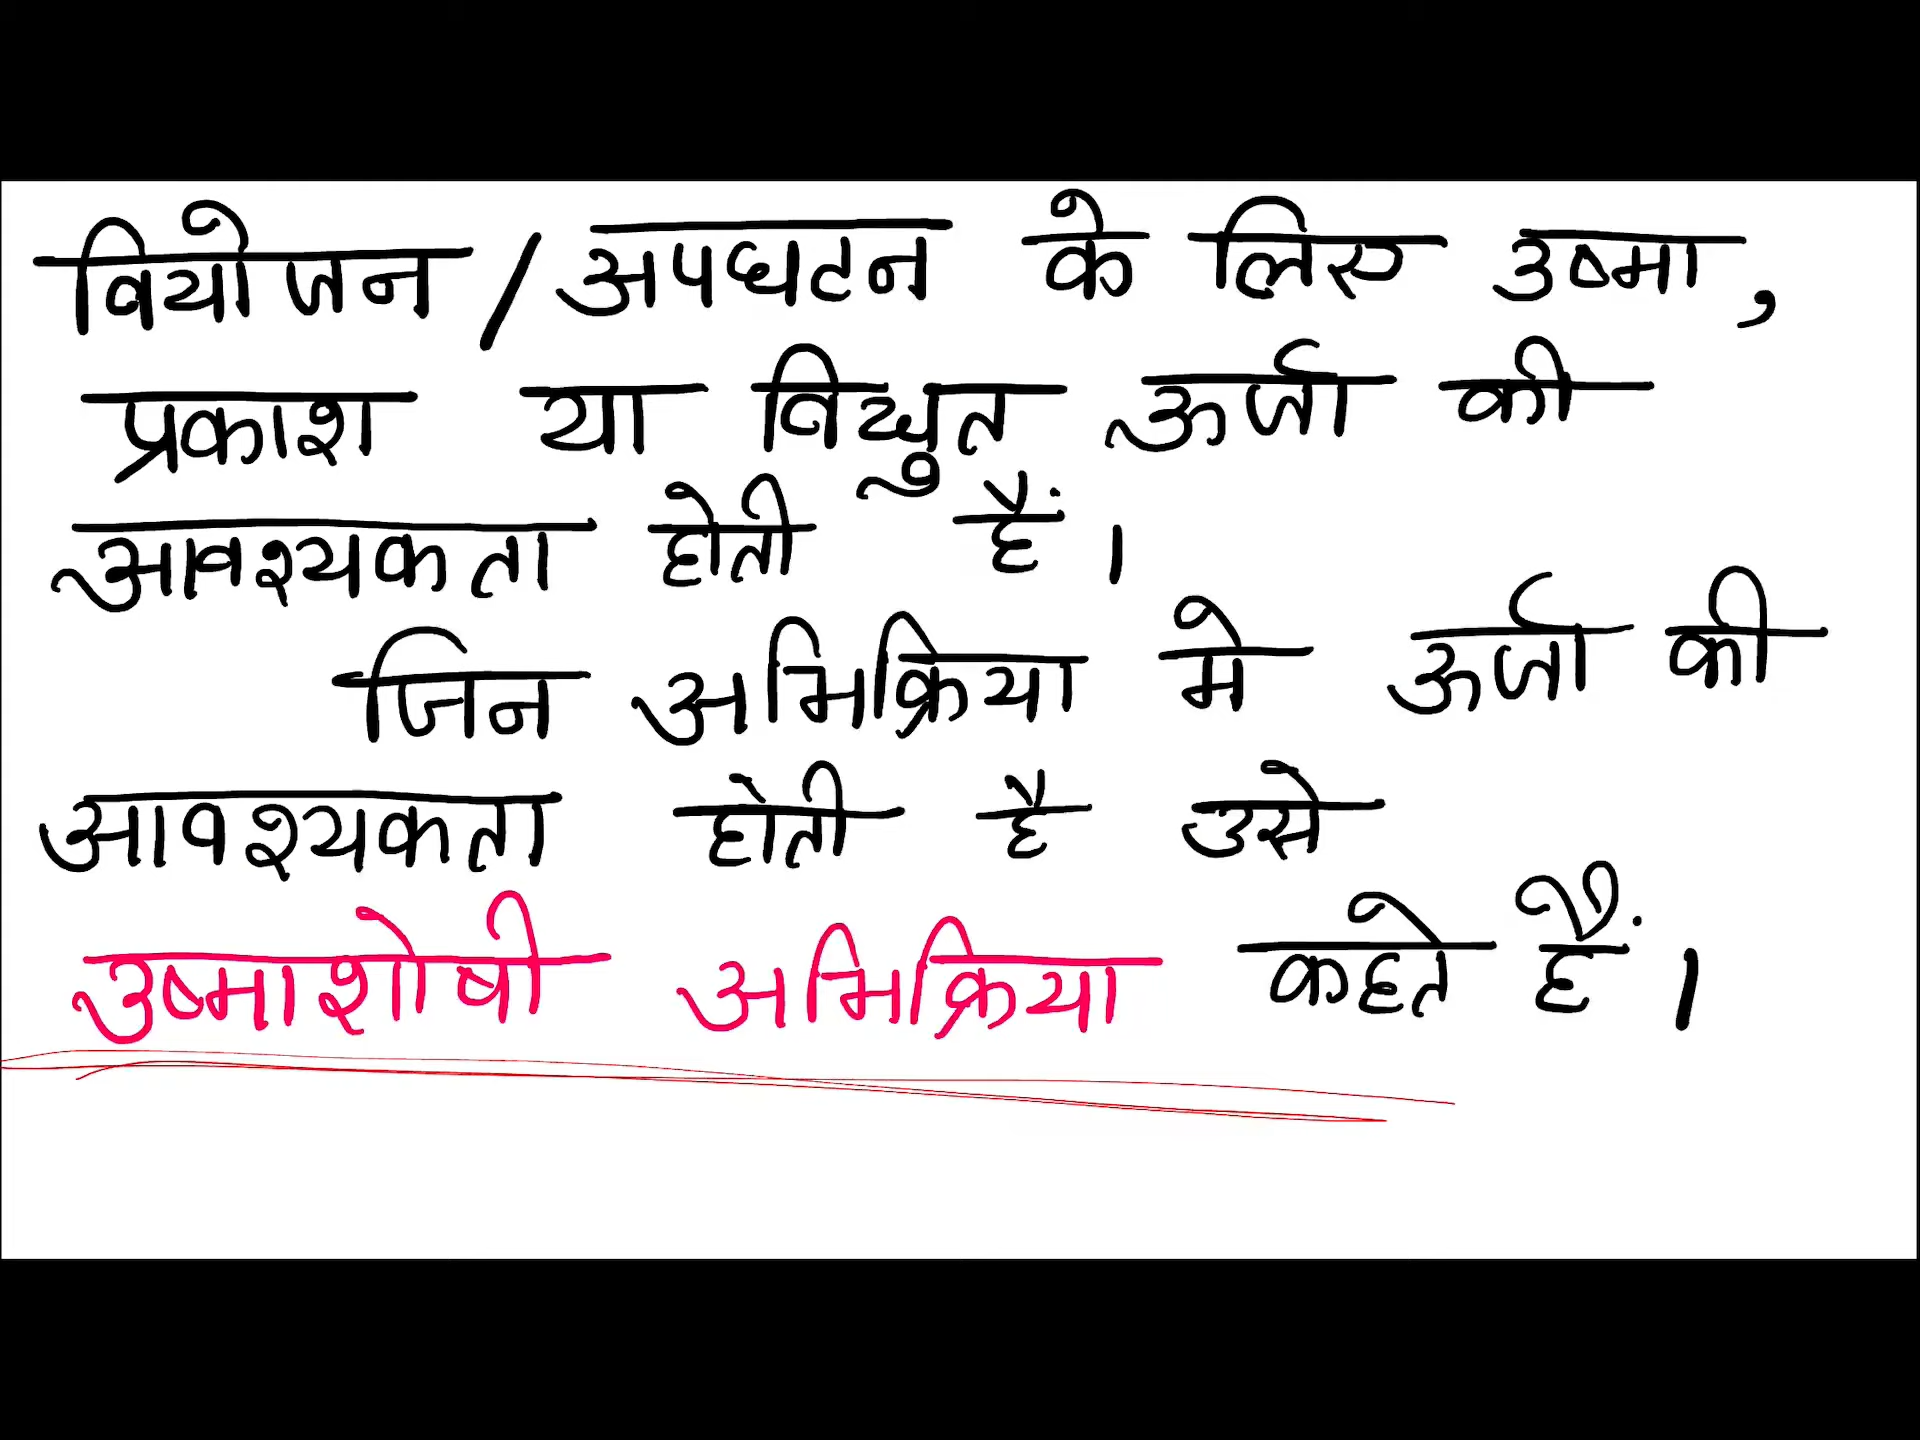 वियोजन / अपघटन के लिए उष्मा,
प्रकाश या विद्युत ऊर्जा की
आवश्यकता होती हैं।
जिन अभिक्रिया मे ऊर्जा की
आवश्यकता होती है उसे
उष्माशोषी अभिक्रिया कहते हैं।